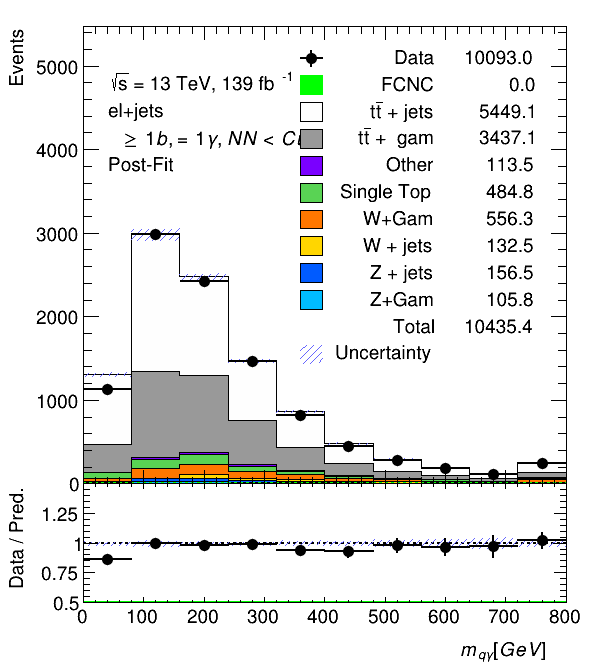 Events
5000
4000
3000
2000
1000
0
√s = 13 TeV, 139 fb -1
el+jets
≥ 1b, = 1γ, NN <
Post-Fit
Data 10093.0
FCNC 0.0
tt̄ + jets 5449.1
tt̄ + gam 3437.1
Other 113.5
Single Top 484.8
W+Gam 556.3
W + jets 132.5
Z + jets 156.5
Z+Gam 105.8
Total 10435.4
Uncertainty
Data / Pred.
1.25
1
0.75
0.5
0 100 200 300 400 500 600 700 800
m_qγ[GeV]